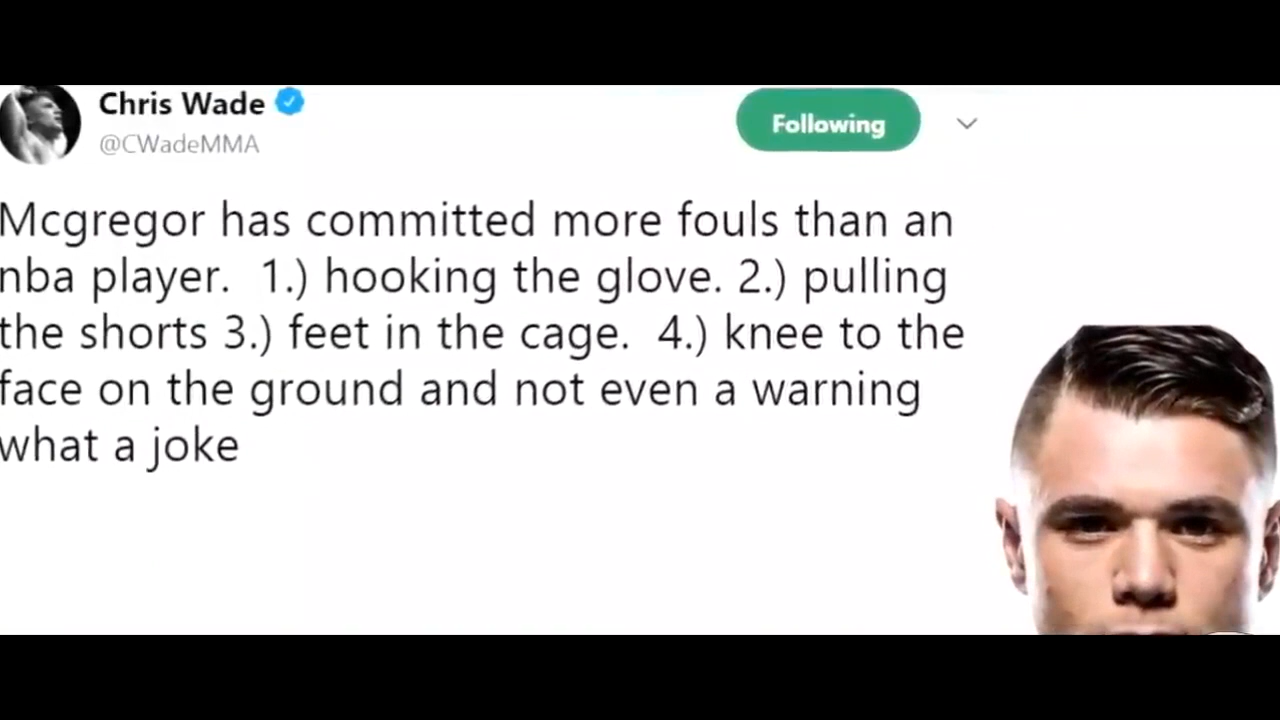 Chris Wade
Following
@CWadeMMA
Mcgregor has committed more fouls than an
nba player. 1.) hooking the glove. 2.) pulling
the shorts 3.) feet in the cage. 4.) knee to the
face on the ground and not even a warning
what a joke